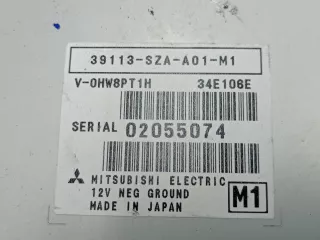 39113-SZA-A01-M1
V-0HW8PT1H 34E106E
SERIAL 02055074
MITSUBISHI ELECTRIC
12V NEG GROUND
MADE IN JAPAN M1